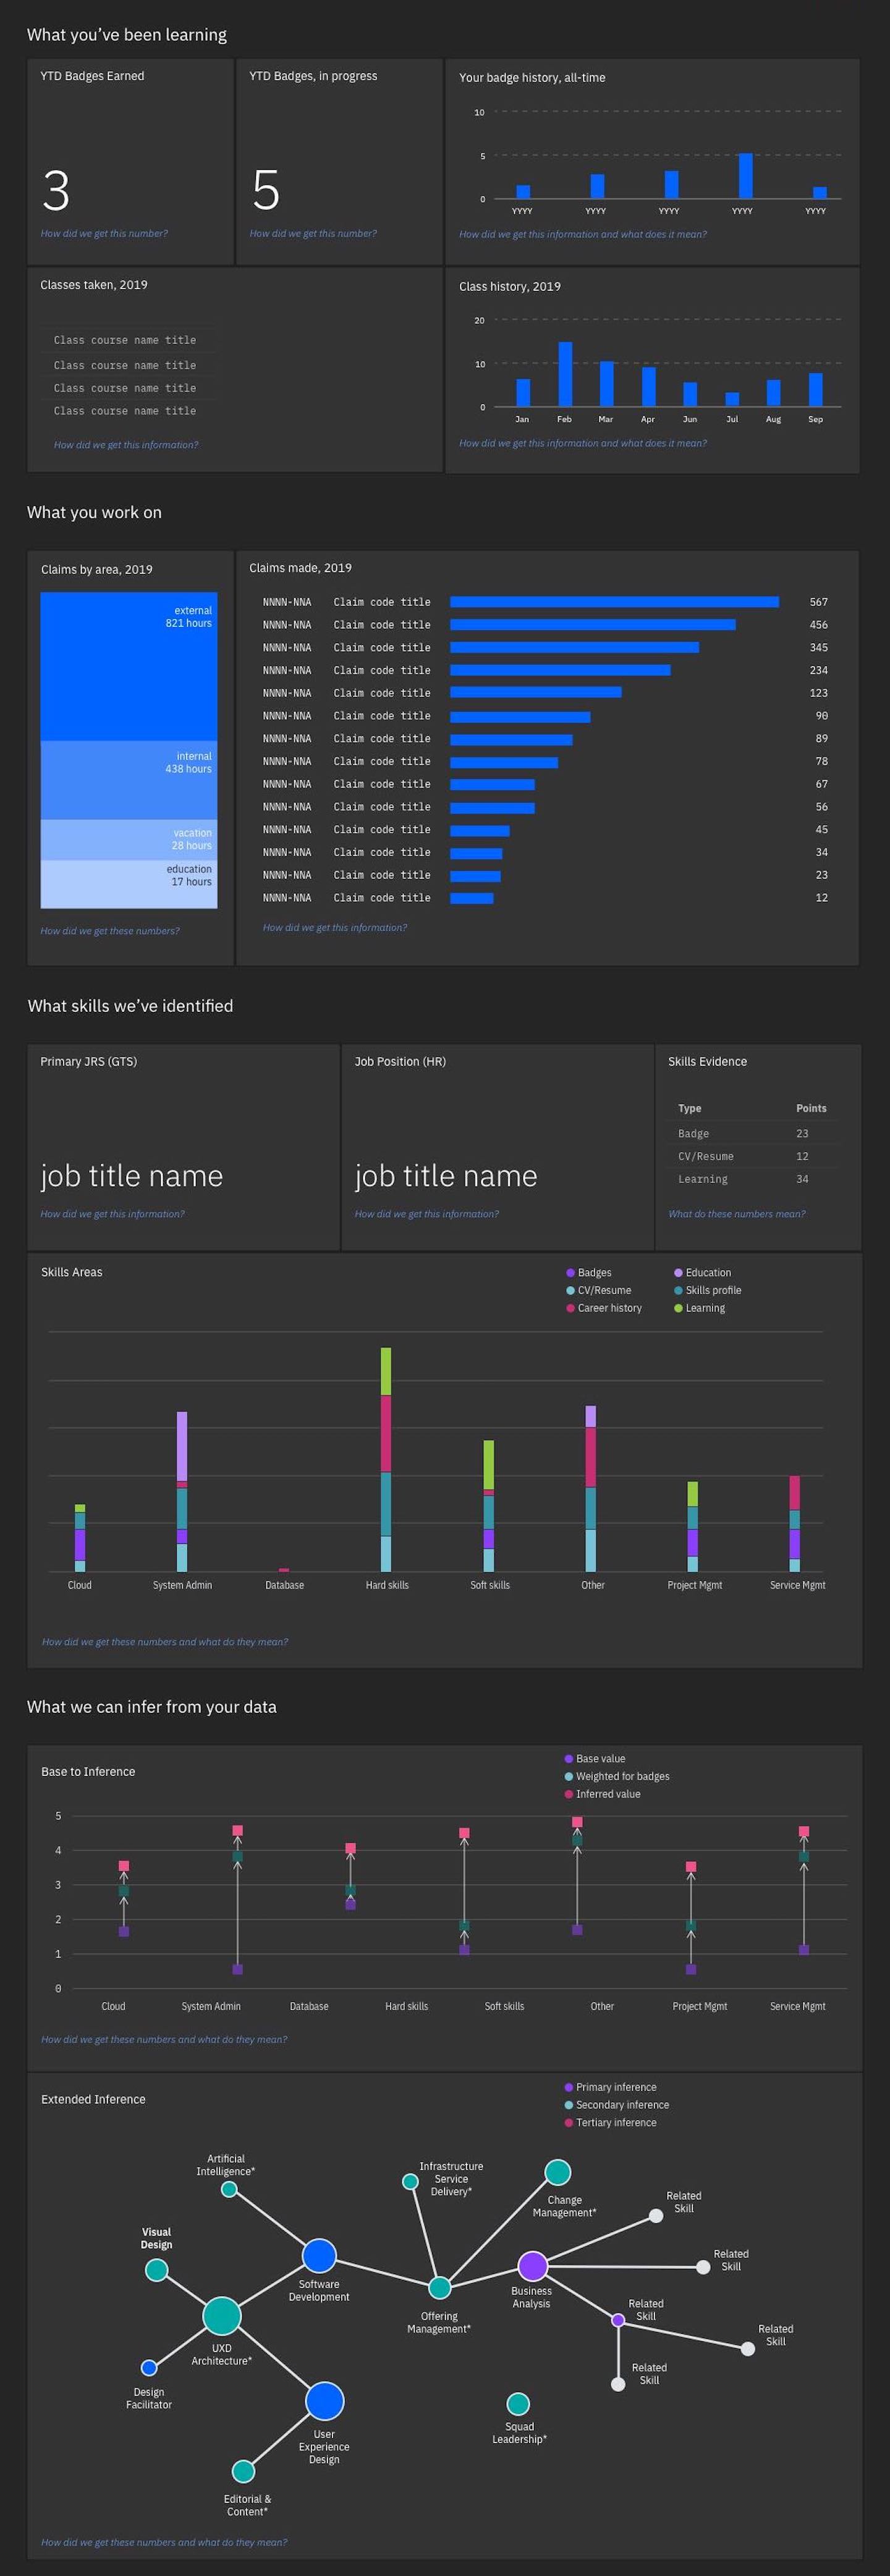 What you've been learning
YTD Badges Earned
3
How did we get this number?
YTD Badges, in progress
5
How did we get this number?
Your badge history, all-time
10
5
0
YYYY YYYY YYYY YYYY YYYY
How did we get this information and what does it mean?
Classes taken, 2019
Class course name title
Class course name title
Class course name title
Class course name title
How did we get this information?
Class history, 2019
20
10
0
Jan Feb Mar Apr Jun Jul Aug Sep
How did we get this information and what does it mean?
What you work on
Claims by area, 2019
external
821 hours
internal
438 hours
vacation
28 hours
education
17 hours
How did we get these numbers?
Claims made, 2019
NNNN-NNA Claim code title 567
NNNN-NNA Claim code title 456
NNNN-NNA Claim code title 345
NNNN-NNA Claim code title 234
NNNN-NNA Claim code title 123
NNNN-NNA Claim code title 90
NNNN-NNA Claim code title 89
NNNN-NNA Claim code title 78
NNNN-NNA Claim code title 67
NNNN-NNA Claim code title 56
NNNN-NNA Claim code title 45
NNNN-NNA Claim code title 34
NNNN-NNA Claim code title 23
NNNN-NNA Claim code title 12
How did we get this information?
What skills we've identified
Primary JRS (GTS)
job title name
How did we get this information?
Job Position (HR)
job title name
How did we get this information?
Skills Evidence
Type Points
Badge 23
CV/Resume 12
Learning 34
What do these numbers mean?
Skills Areas
Badges Education
CV/Resume Skills profile
Career history Learning
Cloud System Admin Database Hard skills Soft skills Other Project Mgmt Service Mgmt
How did we get these numbers and what do they mean?
What we can infer from your data
Base to Inference
Base value
Weighted for badges
Inferred value
5
4
3
2
1
0
Cloud System Admin Database Hard skills Soft skills Other Project Mgmt Service Mgmt
How did we get these numbers and what do they mean?
Extended Inference
Primary inference
Secondary inference
Tertiary inference
Artificial
Intelligence*
Infrastructure
Service
Delivery*
Change
Management*
Related
Skill
Visual
Design
Related
Skill
Software
Development
Business
Analysis
Related
Skill
Offering
Management*
Related
Skill
UXD
Architecture*
Related
Skill
Design
Facilitator
Squad
Leadership*
User
Experience
Design
Editorial &
Content*
How did we get these numbers and what do they mean?